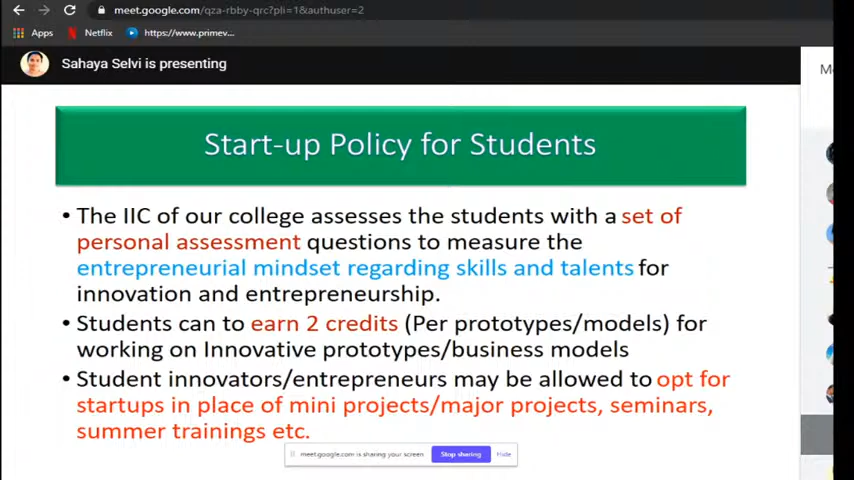 meet.google.com/qza-rbby-qrc?pli=1&authuser=2
Apps Netflix https://www.primev...
Sahaya Selvi is presenting
Start-up Policy for Students
• The IIC of our college assesses the students with a set of
personal assessment questions to measure the
entrepreneurial mindset regarding skills and talents for
innovation and entrepreneurship.
• Students can to earn 2 credits (Per prototypes/models) for
working on Innovative prototypes/business models
• Student innovators/entrepreneurs may be allowed to opt for
startups in place of mini projects/major projects, seminars,
summer trainings etc.
meet.google.com is sharing your screen Stop sharing Hide